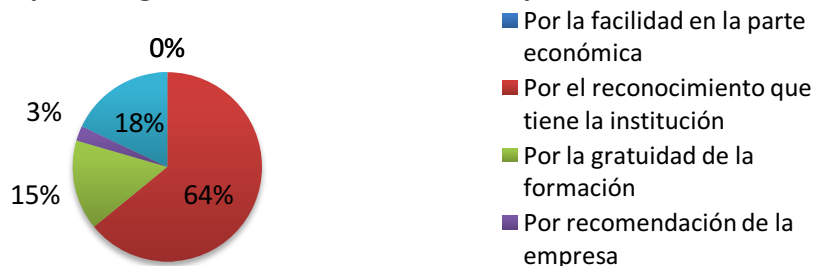 0%
3%
18%
15%
64%
Por la facilidad en la parte
económica
Por el reconocimiento que
tiene la institución
Por la gratuidad de la
formación
Por recomendación de la
empresa